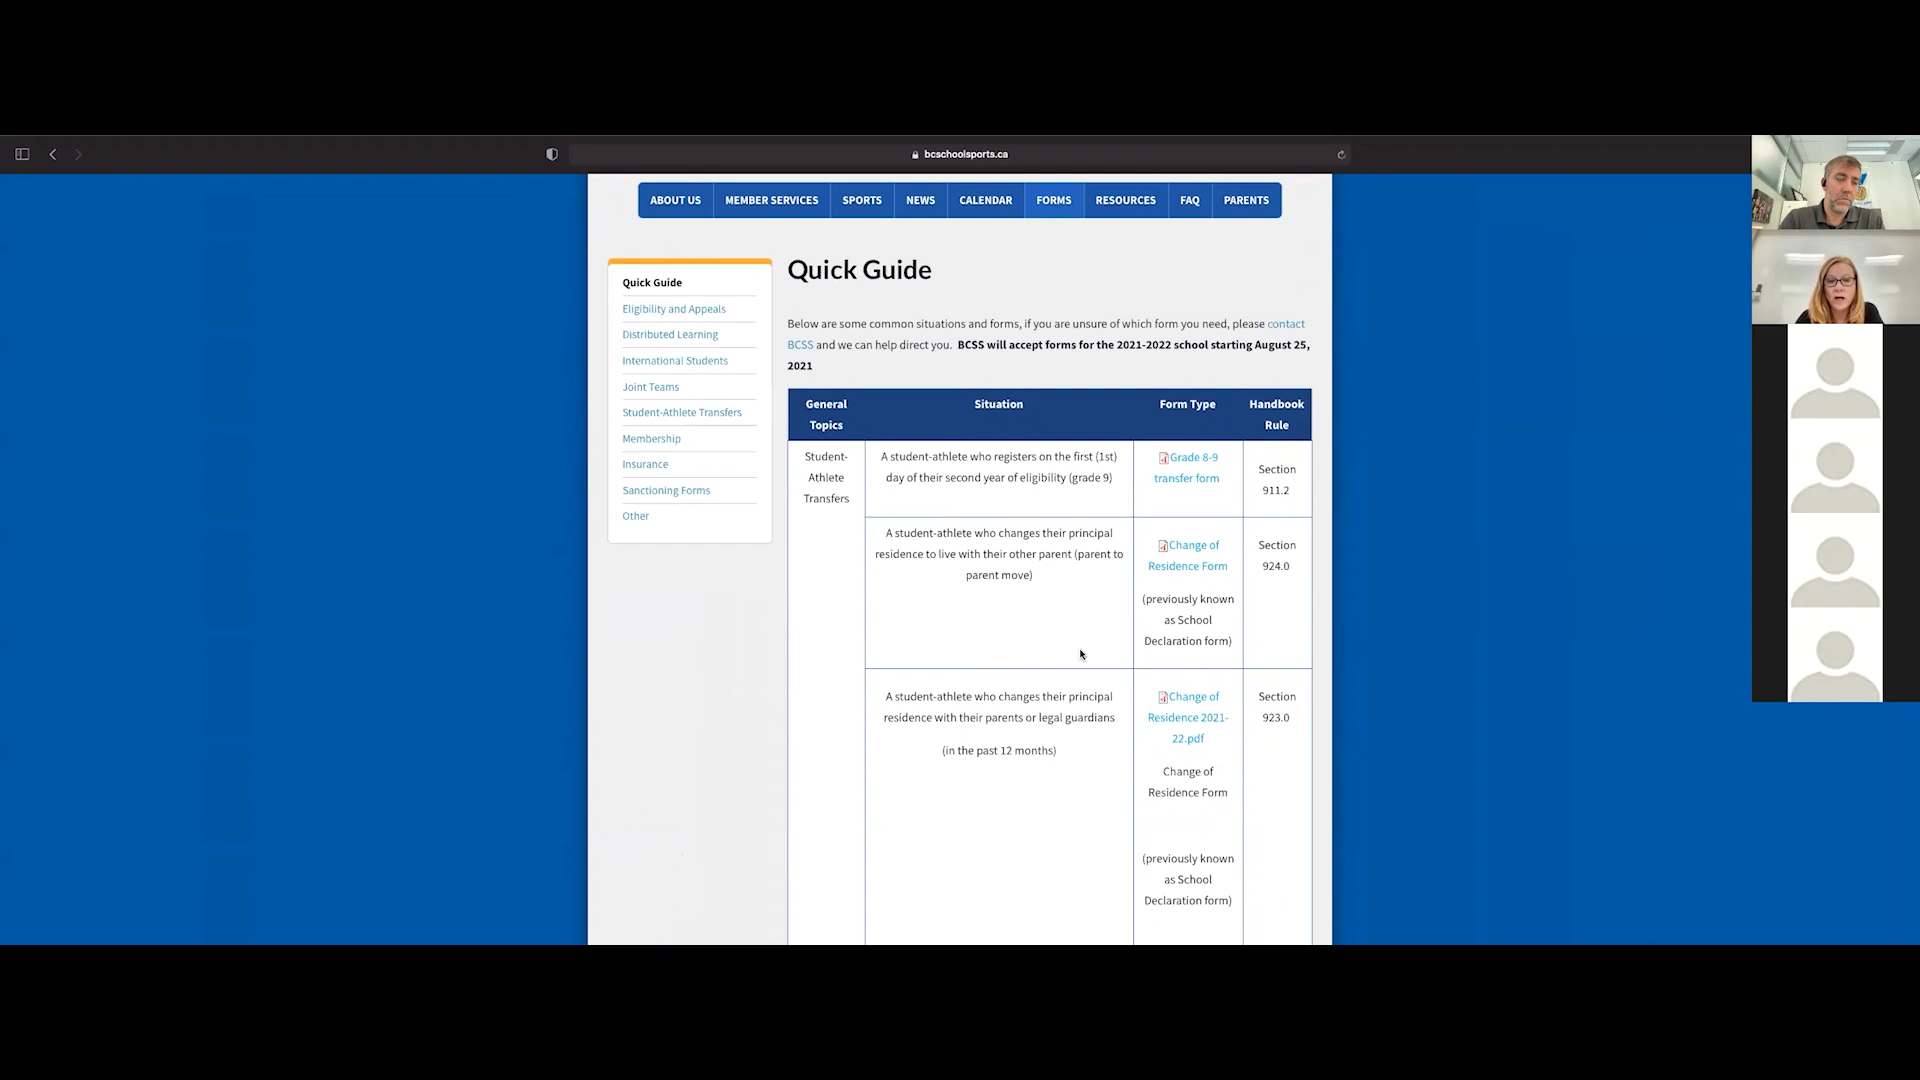 bcschoolsports.ca
ABOUT US MEMBER SERVICES SPORTS NEWS CALENDAR FORMS RESOURCES FAQ PARENTS
Quick Guide
Eligibility and Appeals
Distributed Learning
International Students
Joint Teams
Student-Athlete Transfers
Membership
Insurance
Sanctioning Forms
Other
Quick Guide
Below are some common situations and forms, if you are unsure of which form you need, please contact
BCSS and we can help direct you. BCSS will accept forms for the 2021-2022 school starting August 25,
2021
General
Topics
Situation
Form Type
Handbook
Rule
Student-
Athlete
Transfers
A student-athlete who registers on the first (1st)
day of their second year of eligibility (grade 9)
Grade 8-9
transfer form
Section
911.2
A student-athlete who changes their principal
residence to live with their other parent (parent to
parent move)
Change of
Residence Form
(previously known
as School
Declaration form)
Section
924.0
A student-athlete who changes their principal
residence with their parents or legal guardians
(in the past 12 months)
Change of
Residence 2021-
22.pdf
Change of
Residence Form
(previously known
as School
Declaration form)
Section
923.0